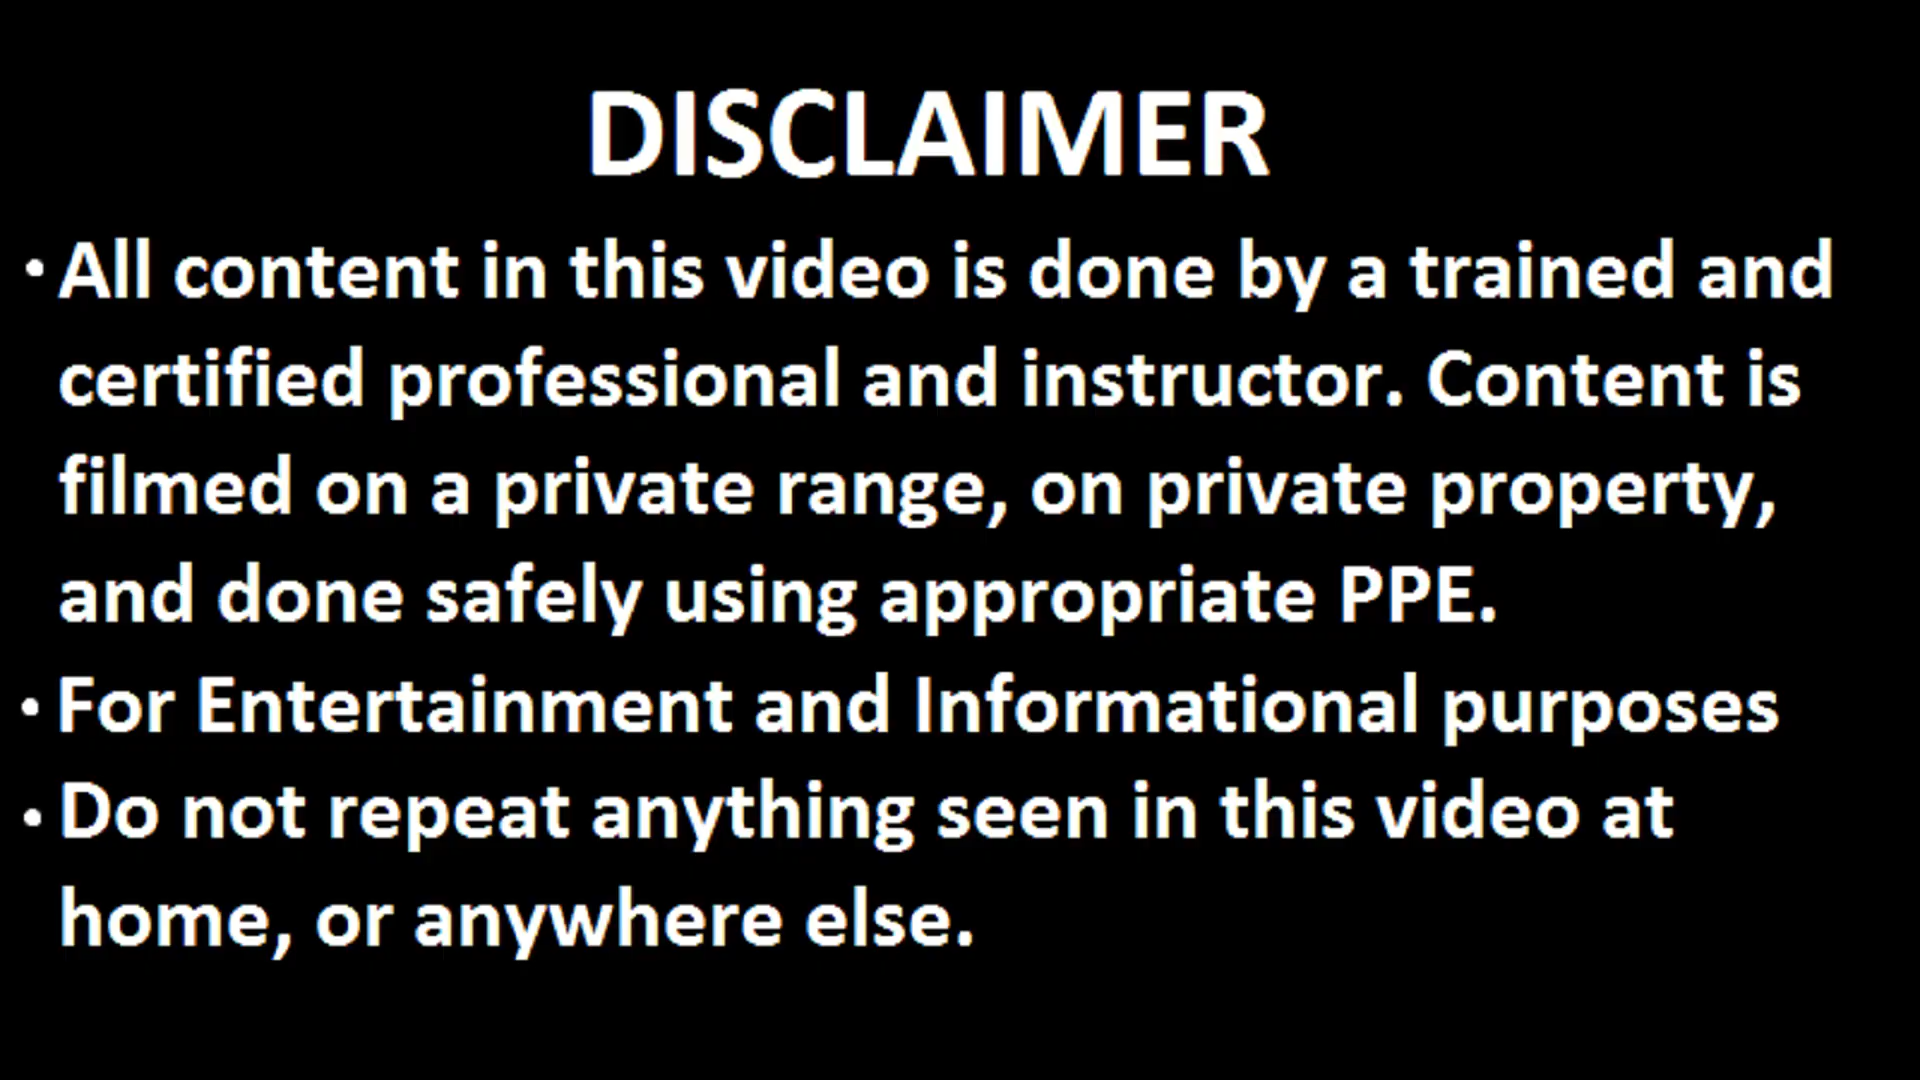 DISCLAIMER
• All content in this video is done by a trained and
certified professional and instructor. Content is
filmed on a private range, on private property,
and done safely using appropriate PPE.
• For Entertainment and Informational purposes
• Do not repeat anything seen in this video at
home, or anywhere else.